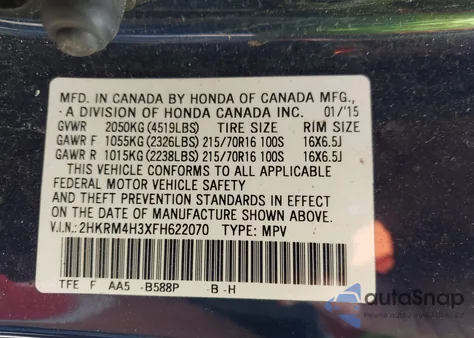 MFD. IN CANADA BY HONDA OF CANADA MFG.,
A DIVISION OF HONDA CANADA INC. 01/'15
GVWR 2050KG(4519LBS) TIRE SIZE RIM SIZE
GAWR F 1055KG(2326LBS) 215/70R16 100S 16X6.5J
GAWR R 1015KG(2238LBS) 215/70R16 100S 16X6.5J
THIS VEHICLE CONFORMS TO ALL APPLICABLE
FEDERAL MOTOR VEHICLE SAFETY
AND THEFT PREVENTION STANDARDS IN EFFECT
ON THE DATE OF MANUFACTURE SHOWN ABOVE.
V.I.N.: 2HKRM4H3XFH622070 TYPE: MPV
TFE F AA5 -B588P -B -H
autoSnap